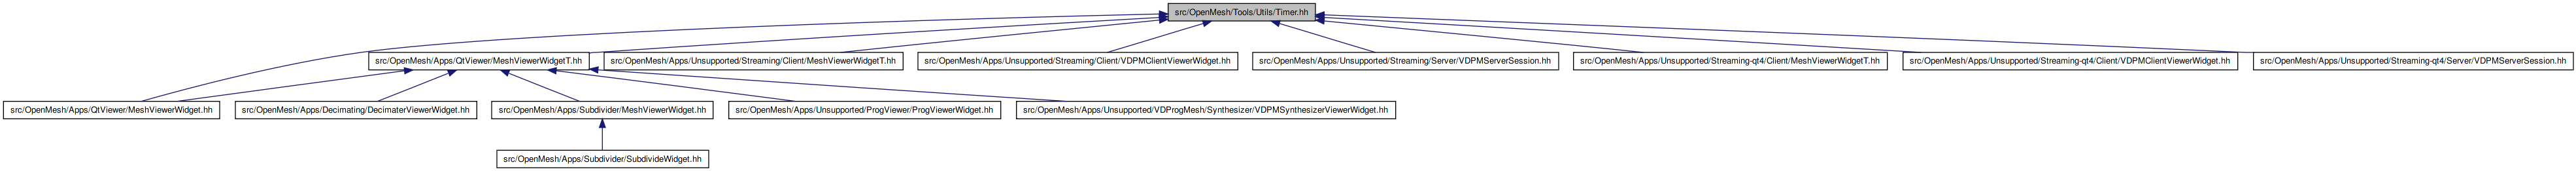 src/OpenMesh/Tools/Utils/Timer.hh
src/OpenMesh/Apps/QtViewer/MeshViewerWidgetT.hh
src/OpenMesh/Apps/Unsupported/Streaming/Client/MeshViewerWidgetT.hh
src/OpenMesh/Apps/Unsupported/Streaming/Client/VDPMClientViewerWidget.hh
src/OpenMesh/Apps/Unsupported/Streaming/Server/VDPMServerSession.hh
src/OpenMesh/Apps/Unsupported/Streaming-qt4/Client/MeshViewerWidgetT.hh
src/OpenMesh/Apps/Unsupported/Streaming-qt4/Client/VDPMClientViewerWidget.hh
src/OpenMesh/Apps/Unsupported/Streaming-qt4/Server/VDPMServerSession.hh
src/OpenMesh/Apps/QtViewer/MeshViewerWidget.hh
src/OpenMesh/Apps/Decimating/DecimaterViewerWidget.hh
src/OpenMesh/Apps/Subdivider/MeshViewerWidget.hh
src/OpenMesh/Apps/Unsupported/ProgViewer/ProgViewerWidget.hh
src/OpenMesh/Apps/Unsupported/VDProgMesh/Synthesizer/VDPMSynthesizerViewerWidget.hh
src/OpenMesh/Apps/Subdivider/SubdivideWidget.hh